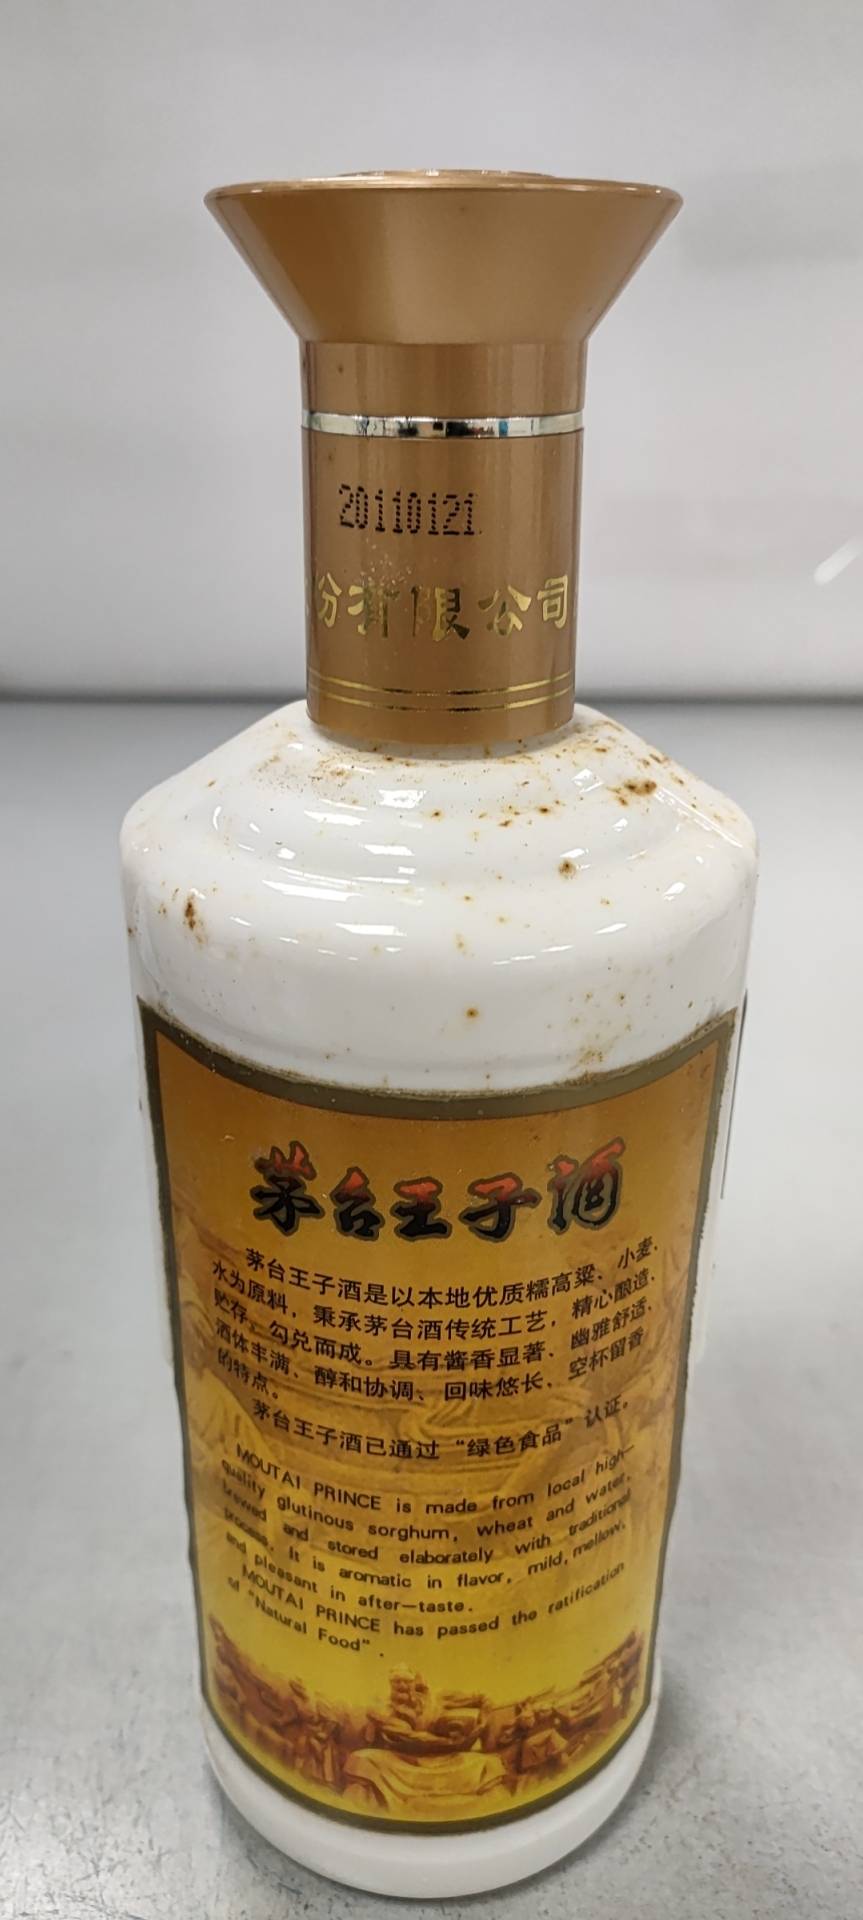 20110121
份有限公司
茅台王子酒
茅台王子酒是以本地优质糯高粱、小麦、
水为原料，秉承茅台酒传统工艺，精心酿造、
贮存、勾兑而成。具有酱香显著、幽雅舒适、
酒体丰满、醇和协调、回味悠长、空杯留香
的特点。
茅台王子酒已通过“绿色食品”认证。
MOUTAI PRINCE is made from local high—
quality glutinous sorghum, wheat and water,
brewed and stored elaborately with traditional
process. It is aromatic in flavor, mild, mellow,
and pleasant in after—taste.
MOUTAI PRINCE has passed the ratification
of "Natural Food".